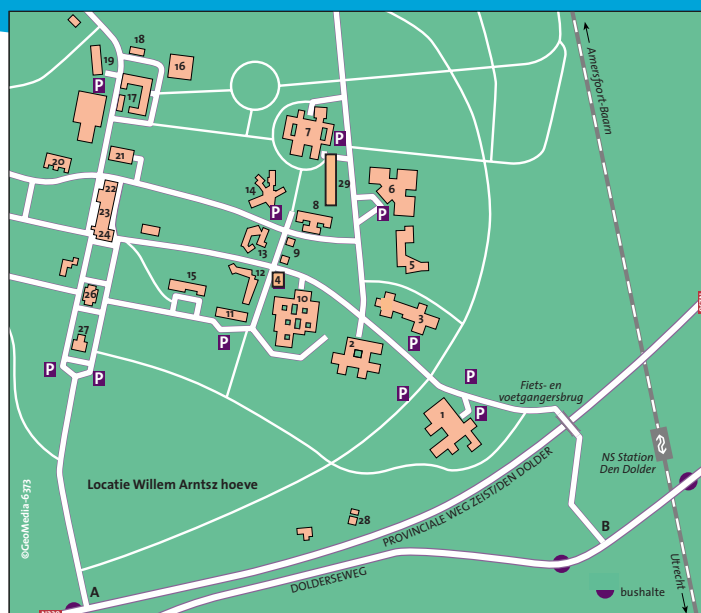 18
19
16
P
17
7
P
Amersfoort-Baarn
20
21
14
29
6
22
P
8
P
23
24
13
9
5
12
4
15
26
10
11
3
27
P
2
P
P
P
P
P
P
1
Fiets- en
voetgangersbrug
NS Station
Den Dolder
Locatie Willem Arntsz hoeve
©GeoMedia-6373
28
PROVINCIALE WEG ZEIST/DEN DOLDER
B
DOLDERSEWEG
Utrecht
A
bushalte